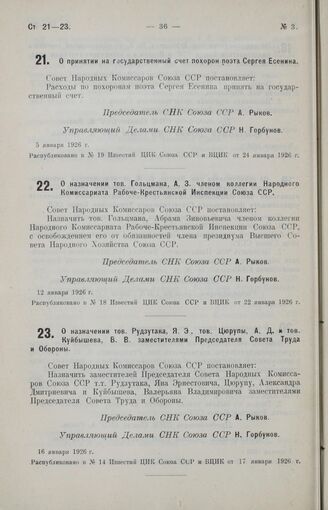 Ст 21—23.
— 36 —
№ 3.
21. О принятии на государственный счет похорон поэта Сергея Есенина.
Совет Народных Комиссаров Союза ССР постановляет:
Расходы по похоронам поэта Сергея Есенина принять на государ-
ственный счет.
Председатель СНК Союза ССР А. Рыков.
Управляющий Делами СНК Союза ССР Н. Горбунов.
5 января 1926 г.
Распубликовано в № 19 Известий ЦИК Союза ССР и ВЦИК от 24 января 1926 г.
22. О назначении тов. Гольцмана, А. З. членом коллегии Народного
Комиссариата Рабоче-Крестьянской Инспекции Союза ССР.
Совет Народных Комиссаров Союза ССР постановляет:
Назначить тов. Гольцмана, Абрама Зиновьевича членом коллегии
Народного Комиссариата Рабоче-Крестьянской Инспекции Союза ССР,
с освобождением его от обязанностей члена президиума Высшего Со-
вета Народного Хозяйства Союза ССР.
Председатель СНК Союза ССР А. Рыков.
Управляющий Делами СНК Союза ССР Н. Горбунов.
12 января 1926 г.
Распубликовано в № 18 Известий ЦИК Союза ССР и ВЦИК от 22 января 1926 г.
23. О назначении тов. Рудзутака, Я. Э., тов. Цюрупы, А. Д. и тов.
Куйбышева, В. В. заместителями Председателя Совета Труда
и Обороны.
Совет Народных Комиссаров Союза ССР постановляет:
Назначить заместителей Председателя Совета Народных Комисса-
ров Союза ССР т.т. Рудзутака, Яна Эрнестовича, Цюрупу, Александра
Дмитриевича и Куйбышева, Валерьяна Владимировича заместителями
Председателя Совета Труда и Обороны.
Председатель СНК Союза ССР А. Рыков.
Управляющий Делами СНК Союза ССР Н. Горбунов.
16 января 1926 г.
Распубликовано в № 14 Известий ЦИК Союза ССР и ВЦИК от 17 января 1926 г.